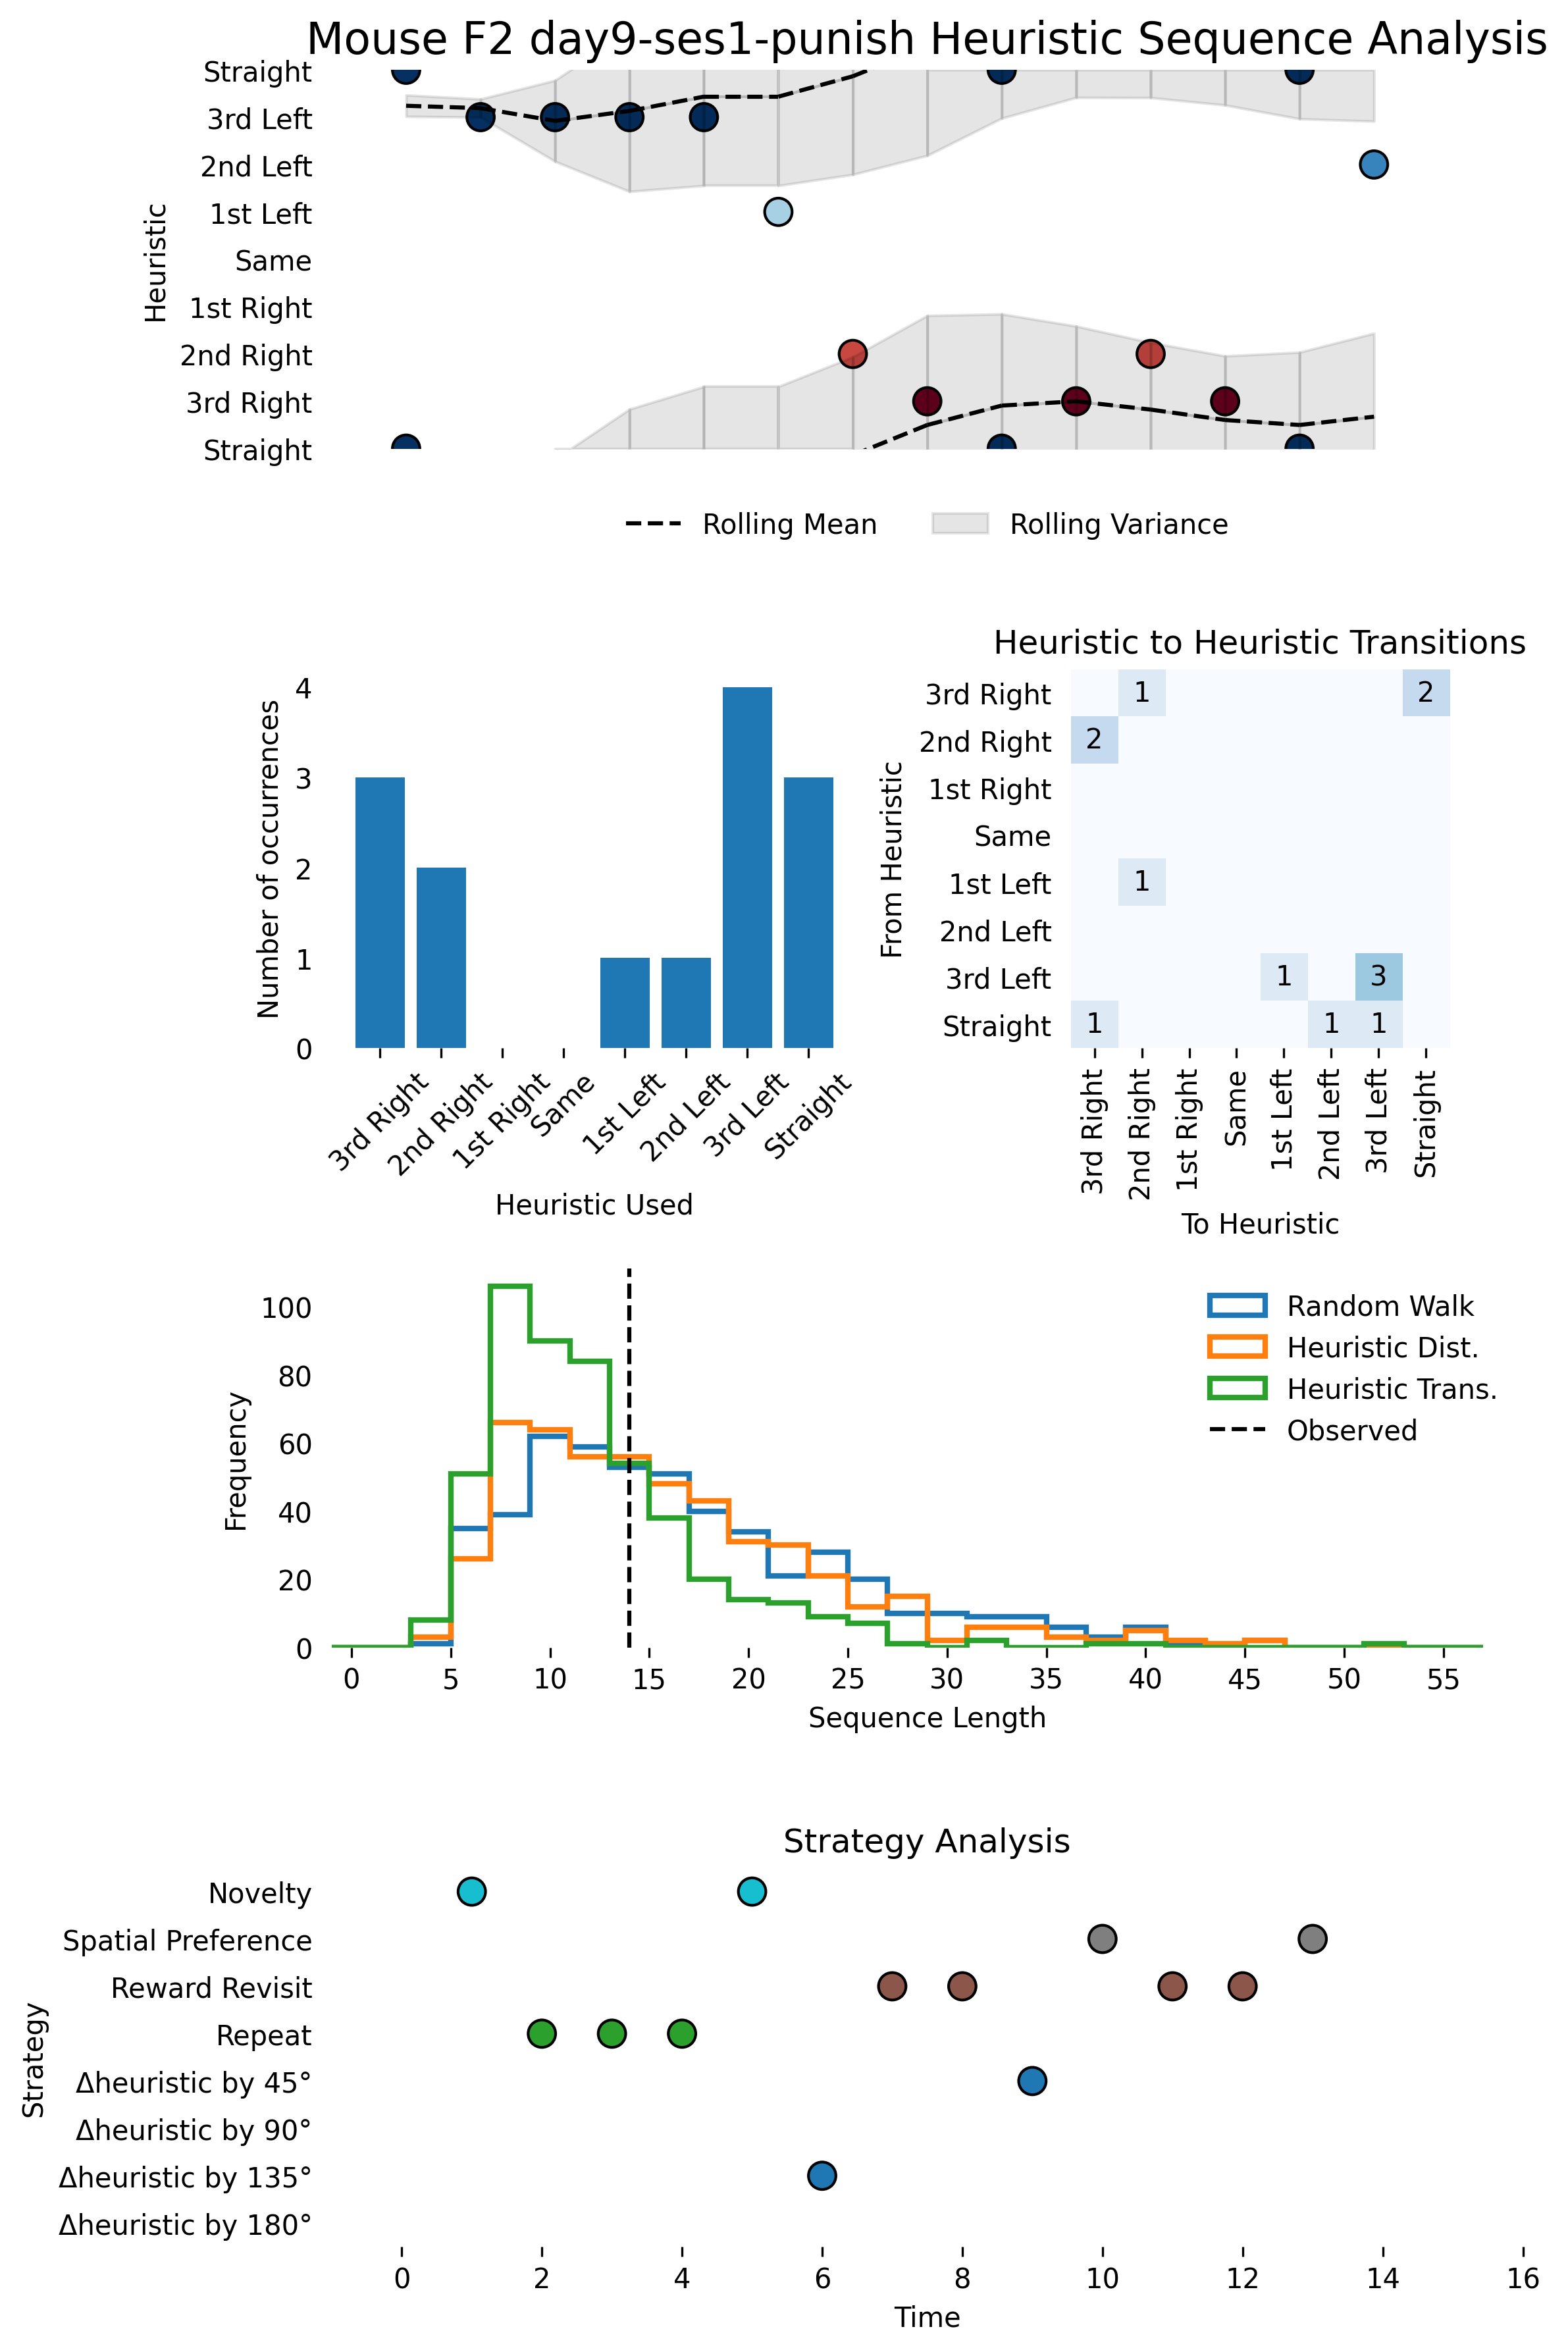 Mouse F2 day9-ses1-punish Heuristic Sequence Analysis
Heuristic
Straight
3rd Left
2nd Left
1st Left
Same
1st Right
2nd Right
3rd Right
Straight
Rolling Mean
Rolling Variance
Number of occurrences
4
3
2
1
0
3rd Right
2nd Right
1st Right
Same
1st Left
2nd Left
3rd Left
Straight
Heuristic Used
Heuristic to Heuristic Transitions
From Heuristic
3rd Right
2nd Right
1st Right
Same
1st Left
2nd Left
3rd Left
Straight
1 2
2
1
1 3
1 1 1
3rd Right
2nd Right
1st Right
Same
1st Left
2nd Left
3rd Left
Straight
To Heuristic
Frequency
100
80
60
40
20
0
Random Walk
Heuristic Dist.
Heuristic Trans.
Observed
0 5 10 15 20 25 30 35 40 45 50 55
Sequence Length
Strategy Analysis
Strategy
Novelty
Spatial Preference
Reward Revisit
Repeat
Δheuristic by 45°
Δheuristic by 90°
Δheuristic by 135°
Δheuristic by 180°
0 2 4 6 8 10 12 14 16
Time